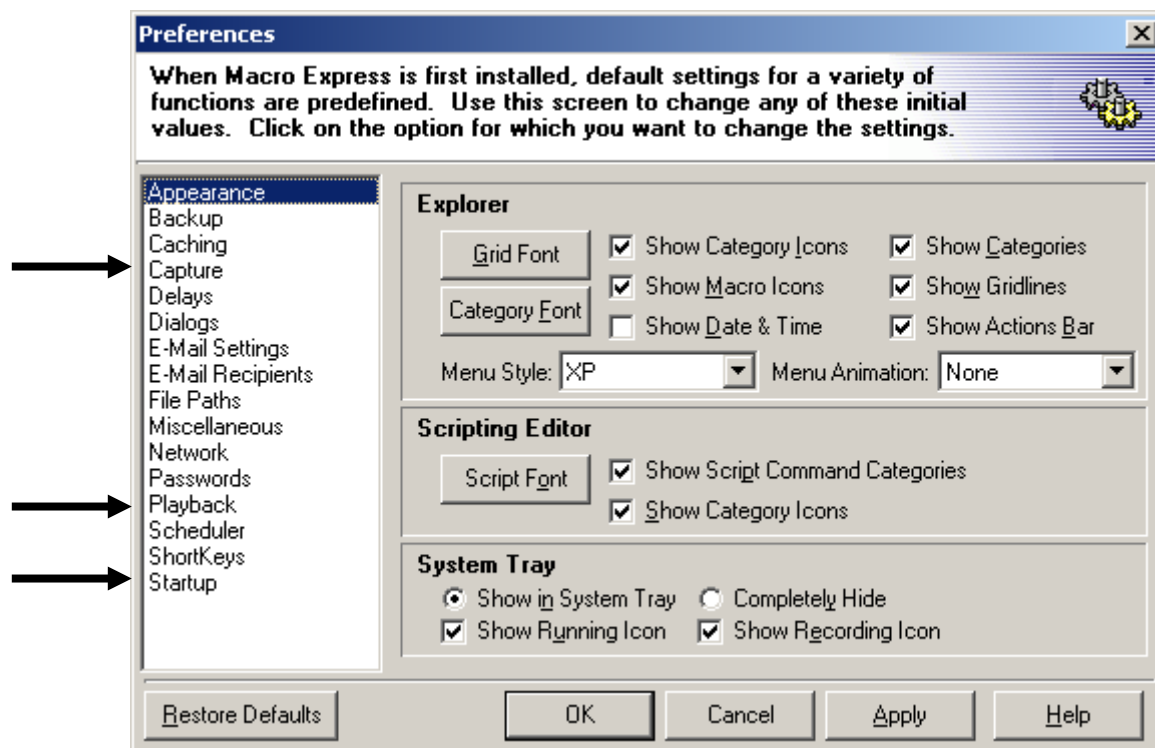 Preferences
When Macro Express is first installed, default settings for a variety of
functions are predefined. Use this screen to change any of these initial
values. Click on the option for which you want to change the settings.
Appearance
Backup
Caching
Capture
Delays
Dialogs
E-Mail Settings
E-Mail Recipients
File Paths
Miscellaneous
Network
Passwords
Playback
Scheduler
ShortKeys
Startup
Explorer
Grid Font
Show Category Icons
Show Categories
Show Macro Icons
Show Gridlines
Category Font
Show Date & Time
Show Actions Bar
Menu Style: XP
Menu Animation: None
Scripting Editor
Script Font
Show Script Command Categories
Show Category Icons
System Tray
Show in System Tray
Completely Hide
Show Running Icon
Show Recording Icon
Restore Defaults
OK
Cancel
Apply
Help